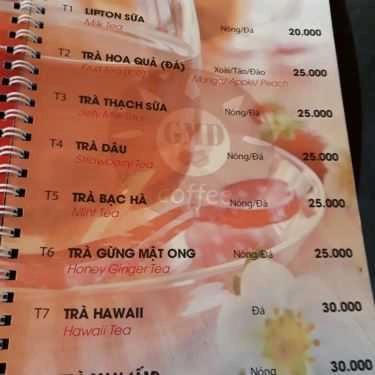 T1 LIPTON SỮA Nóng/Đá 20.000
Milk Tea
T2 TRÀ HOA QUẢ (ĐÁ) Xoài/Táo/Đào 25.000
Mango/Apple/Peach
T3 TRÀ THẠCH SỮA Nóng/Đá 25.000
Jelly Milk Tea
GMD
T4 TRÀ DÂU Nóng/Đá 25.000
Strawberry Tea
coffee
T5 TRÀ BẠC HÀ Nóng/Đá 25.000
Mint Tea
T6 TRÀ GỪNG MẬT ONG Nóng/Đá 25.000
Honey Ginger Tea
T7 TRÀ HAWAII Đá 30.000
Hawaii Tea
Nóng 30.000